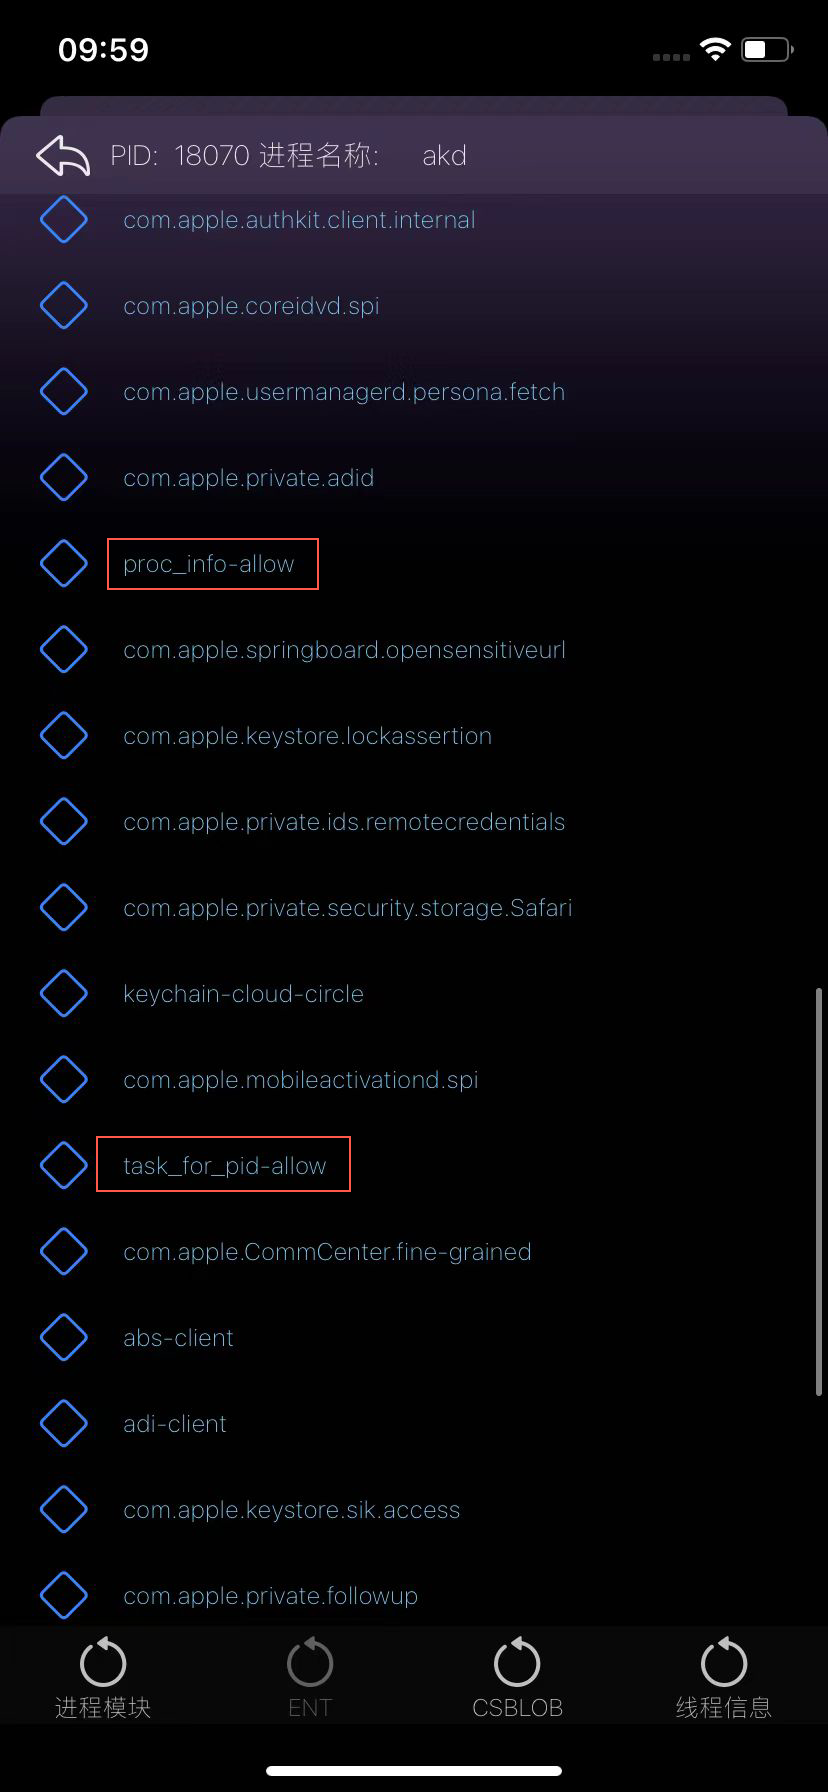 09:59
PID: 18070 进程名称: akd
com.apple.authkit.client.internal
com.apple.coreidvd.spi
com.apple.usermanagerd.persona.fetch
com.apple.private.adid
proc_info-allow
com.apple.springboard.opensensitiveurl
com.apple.keystore.lockassertion
com.apple.private.ids.remotecredentials
com.apple.private.security.storage.Safari
keychain-cloud-circle
com.apple.mobileactivationd.spi
task_for_pid-allow
com.apple.CommCenter.fine-grained
abs-client
adi-client
com.apple.keystore.sik.access
com.apple.private.followup
进程模块 ENT CSBLOB 线程信息